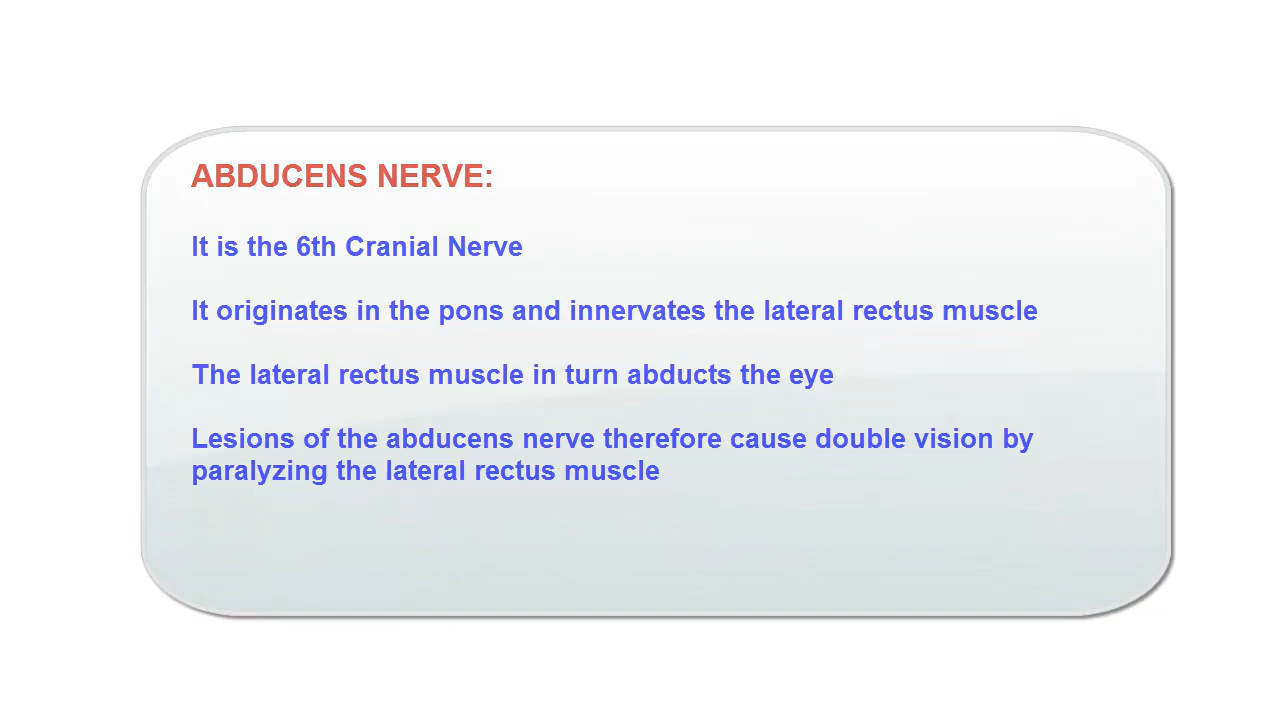 ABDUCENS NERVE:
It is the 6th Cranial Nerve
It originates in the pons and innervates the lateral rectus muscle
The lateral rectus muscle in turn abducts the eye
Lesions of the abducens nerve therefore cause double vision by
paralyzing the lateral rectus muscle